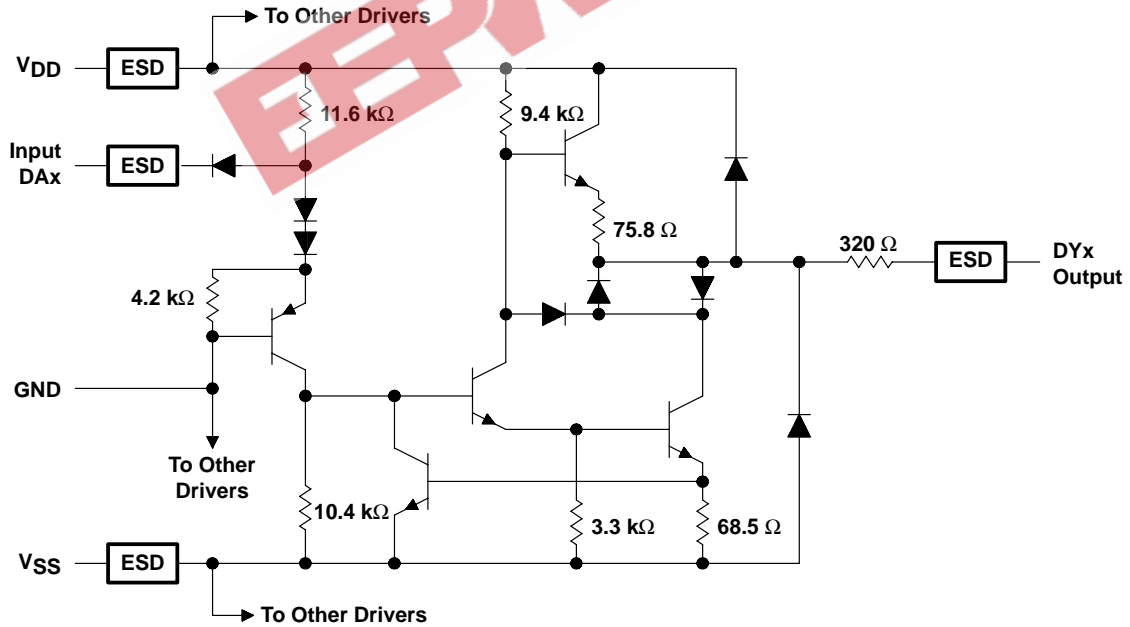 To Other Drivers
VDD
ESD
11.6 kΩ
9.4 kΩ
Input
DAx
ESD
75.8 Ω
320 Ω
ESD
DYx
Output
4.2 kΩ
GND
To Other
Drivers
10.4 kΩ
3.3 kΩ
68.5 Ω
VSS
ESD
To Other Drivers